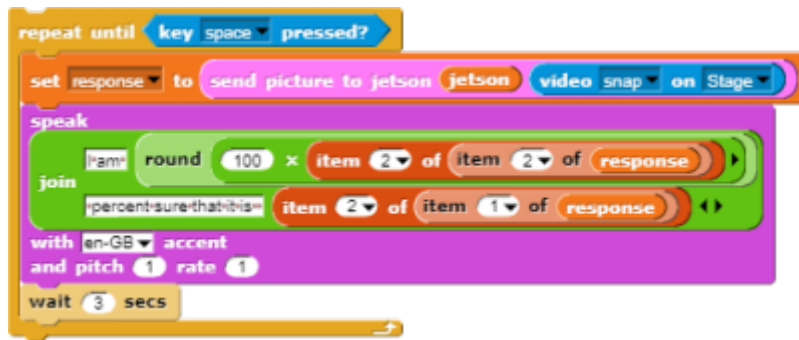 repeat until key space pressed?
set response to send picture to jetson jetson video snap on Stage
speak
I am round 100 × item 2 of item 2 of response
join
percent sure that it is item 2 of item 1 of response
with en-GB accent
and pitch 1 rate 1
wait 3 secs